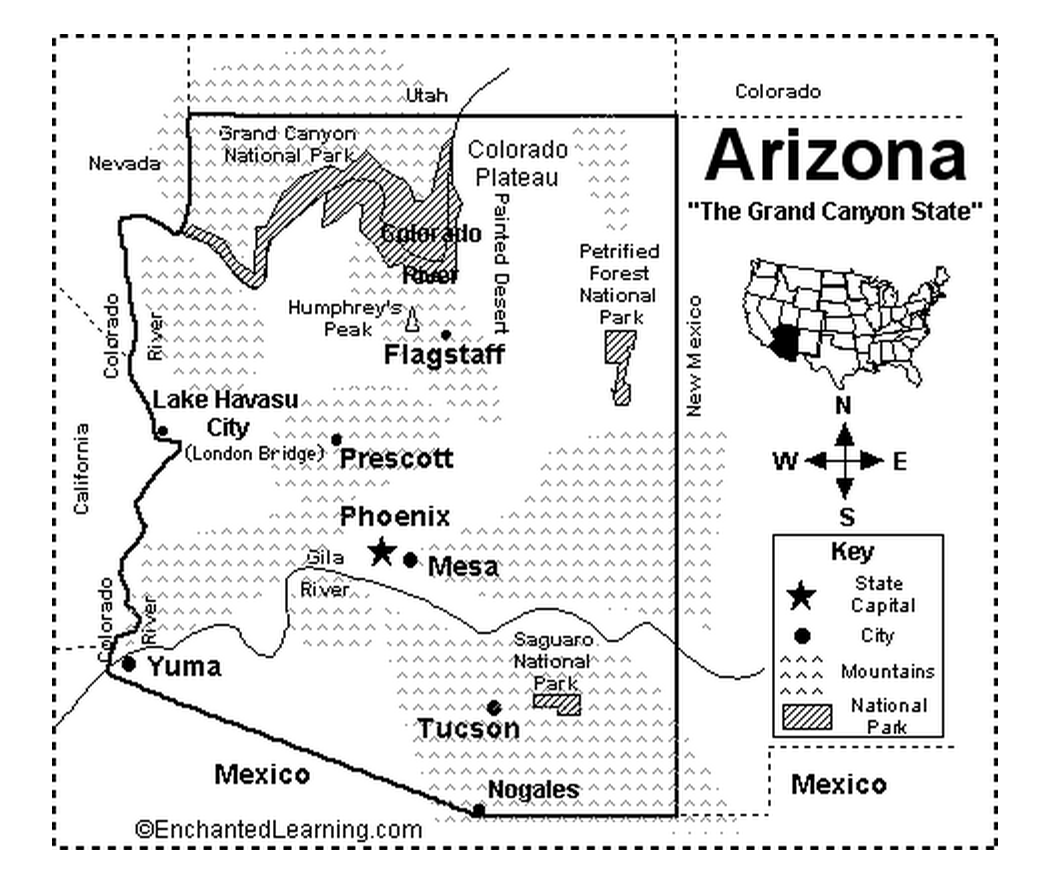 Utah
Colorado
Nevada
Grand Canyon
National Park
Colorado
Plateau
Arizona
"The Grand Canyon State"
Painted Desert
Colorado
River
Petrified
Forest
National
Park
Humphrey's
Peak
Flagstaff
New Mexico
Colorado
River
Lake Havasu
City
(London Bridge)
California
Prescott
N
W
E
S
Phoenix
Mesa
Gila
River
Colorado
River
Yuma
Saguaro
National
Park
Tucson
Nogales
Mexico
Key
State
Capital
City
Mountains
National
Park
Mexico
©EnchantedLearning.com